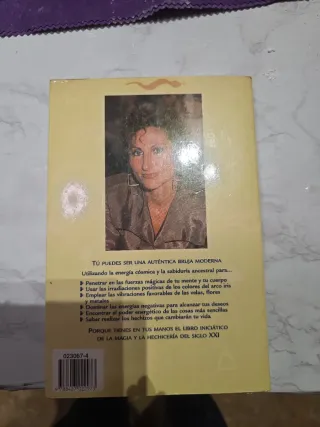 TÚ PUEDES SER UNA AUTÉNTICA BRUJA MODERNA.
Utilizando la energía cósmica y la sabiduría ancestral para...
Penetrar en las fuerzas mágicas de tu mente y tu cuerpo
Usar las irradiaciones positivas de los colores del arco iris
Emplear las vibraciones favorables de las velas, flores
y metales
Dominar las energías negativas para alcanzar tus deseos
Encontrar el poder energético de las cosas más sencillas
Saber realizar los hechizos que cambiarán tu vida
PORQUE TIENES EN TUS MANOS EL LIBRO INICIÁTICO
DE LA MAGIA Y LA HECHICERÍA DEL SIGLO XXI
023067-4